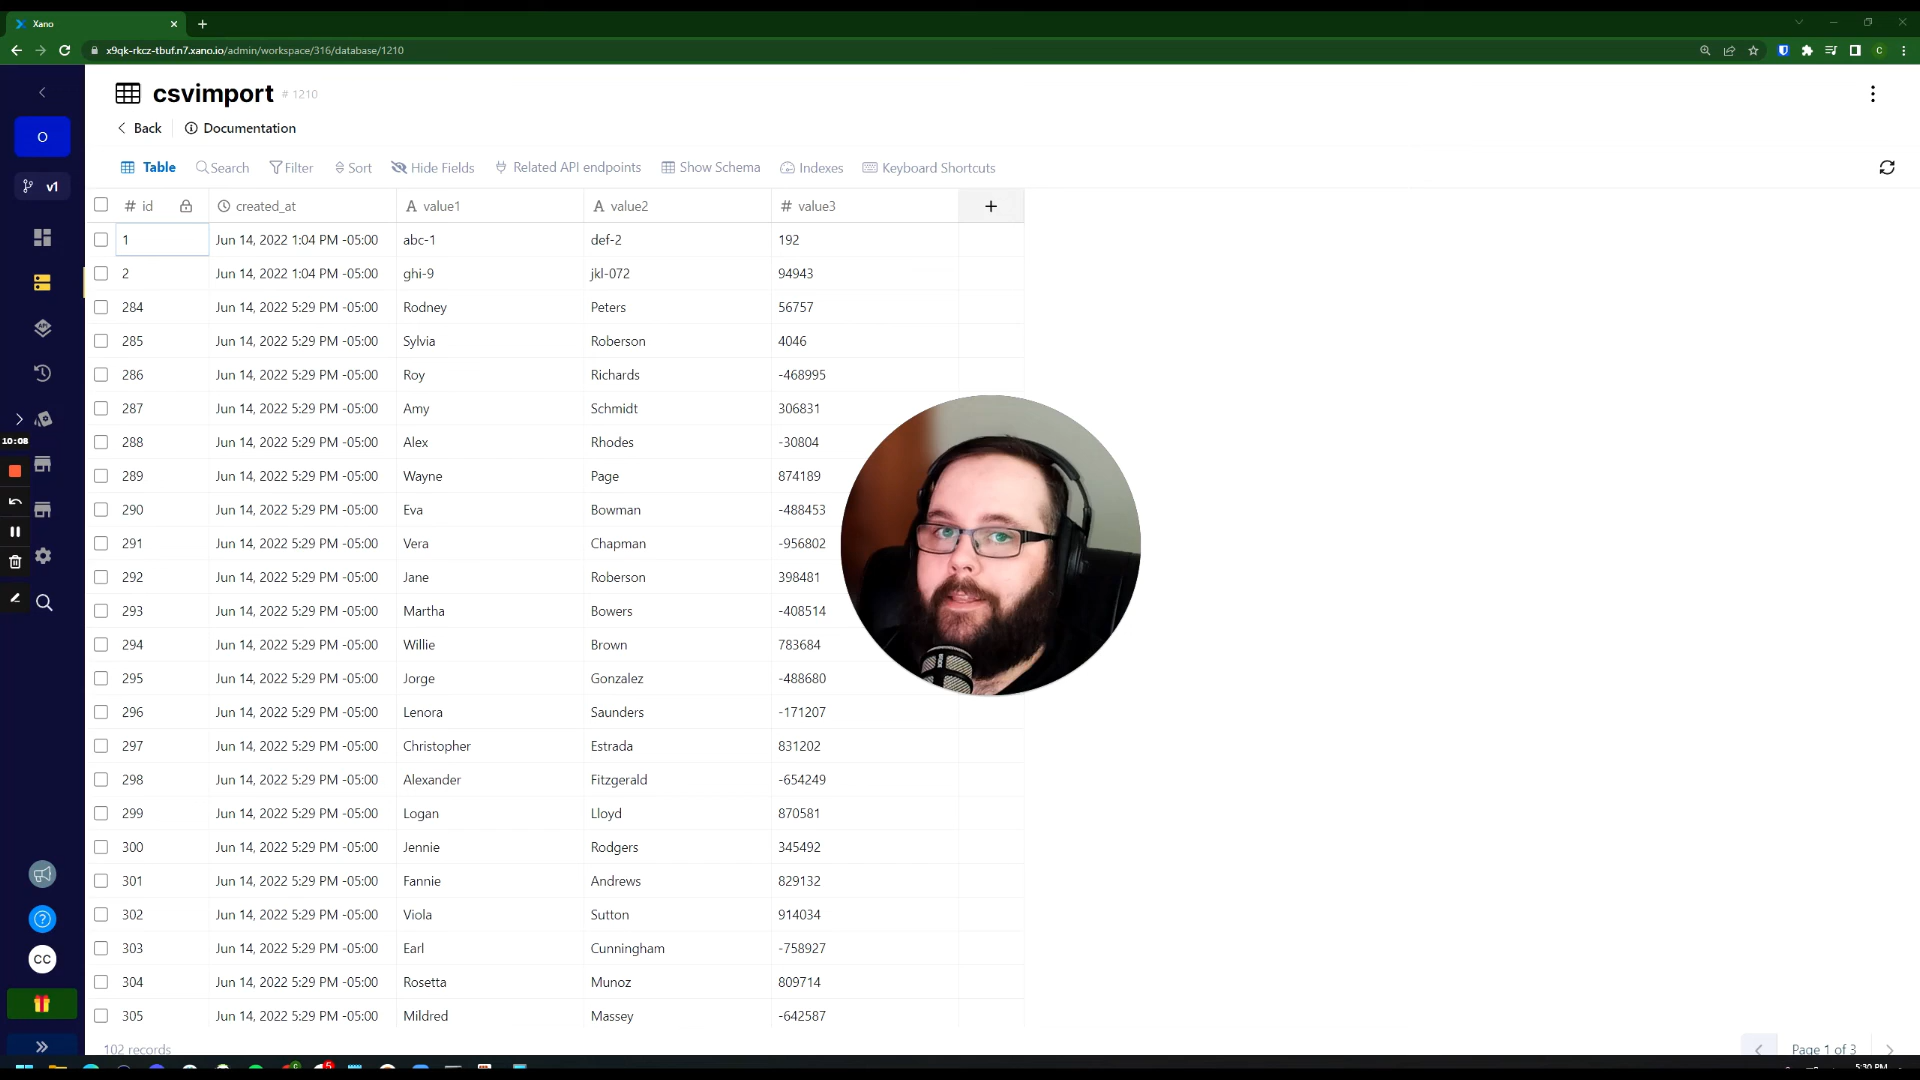 Xano
x9qk-rkcz-tbuf.n7.xano.io/admin/workspace/316/database/1210
C
csvimport # 1210
Back Documentation
O
v1
Table Search Filter Sort Hide Fields Related API endpoints Show Schema Indexes Keyboard Shortcuts
# id created_at A value1 A value2 # value3 +
1 Jun 14, 2022 1:04 PM -05:00 abc-1 def-2 192
2 Jun 14, 2022 1:04 PM -05:00 ghi-9 jkl-072 94943
284 Jun 14, 2022 5:29 PM -05:00 Rodney Peters 56757
285 Jun 14, 2022 5:29 PM -05:00 Sylvia Roberson 4046
286 Jun 14, 2022 5:29 PM -05:00 Roy Richards -468995
287 Jun 14, 2022 5:29 PM -05:00 Amy Schmidt 306831
288 Jun 14, 2022 5:29 PM -05:00 Alex Rhodes -30804
289 Jun 14, 2022 5:29 PM -05:00 Wayne Page 874189
290 Jun 14, 2022 5:29 PM -05:00 Eva Bowman -488453
291 Jun 14, 2022 5:29 PM -05:00 Vera Chapman -956802
292 Jun 14, 2022 5:29 PM -05:00 Jane Roberson 398481
293 Jun 14, 2022 5:29 PM -05:00 Martha Bowers -408514
294 Jun 14, 2022 5:29 PM -05:00 Willie Brown 783684
295 Jun 14, 2022 5:29 PM -05:00 Jorge Gonzalez -488680
296 Jun 14, 2022 5:29 PM -05:00 Lenora Saunders -171207
297 Jun 14, 2022 5:29 PM -05:00 Christopher Estrada 831202
298 Jun 14, 2022 5:29 PM -05:00 Alexander Fitzgerald -654249
299 Jun 14, 2022 5:29 PM -05:00 Logan Lloyd 870581
300 Jun 14, 2022 5:29 PM -05:00 Jennie Rodgers 345492
301 Jun 14, 2022 5:29 PM -05:00 Fannie Andrews 829132
302 Jun 14, 2022 5:29 PM -05:00 Viola Sutton 914034
303 Jun 14, 2022 5:29 PM -05:00 Earl Cunningham -758927
304 Jun 14, 2022 5:29 PM -05:00 Rosetta Munoz 809714
305 Jun 14, 2022 5:29 PM -05:00 Mildred Massey -642587
10:08
CC
102 records Page 1 of 3
5:30 PM